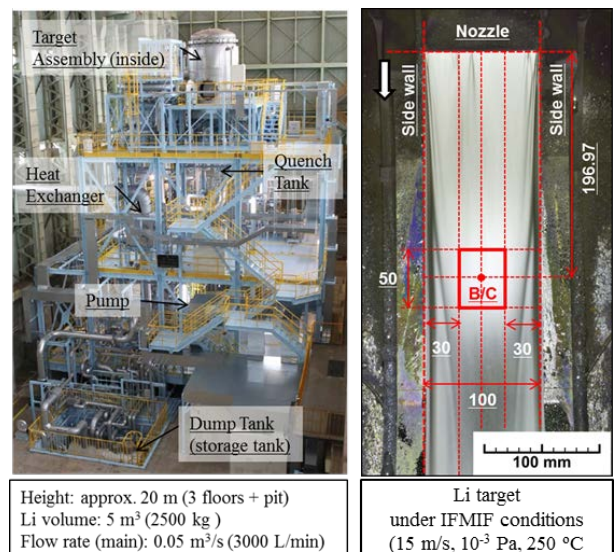 Target
Assembly (inside)
Heat
Exchanger
Quench
Tank
Pump
Dump Tank
(storage tank)
Height: approx. 20 m (3 floors + pit)
Li volume: 5 m³ (2500 kg )
Flow rate (main): 0.05 m³/s (3000 L/min)
Nozzle
Side wall
Side wall
196.97
50
B/C
30
30
100
100 mm
Li target
under IFMIF conditions
(15 m/s, 10⁻³ Pa, 250 ºC